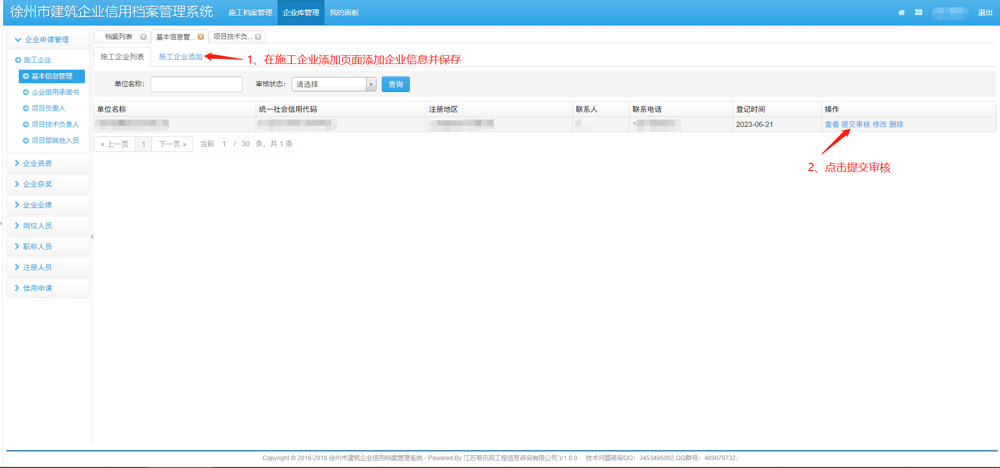 徐州市建筑企业信用档案管理系统 施工档案管理 企业库管理 我的面板 退出
企业申请管理
施工企业
基本信息管理
企业信用承诺书
项目负责人
项目技术负责人
项目部其他人员
企业资质
企业获奖
企业业绩
岗位人员
职称人员
注册人员
信用申请
档案列表 基本信息管... 项目技术负...
施工企业列表 施工企业添加 1、在施工企业添加页面添加企业信息并保存
单位名称： 审核状态： 请选择 查询
单位名称 统一社会信用代码 注册地区 联系人 联系电话 登记时间 操作
2023-06-21 查看 提交审核 修改 删除
« 上一页 1 下一页 » 当前 1 / 30 条，共 1 条
2、点击提交审核
Copyright © 2016-2018 徐州市建筑企业信用档案管理系统 - Powered By 江苏易讯邦工程信息咨询有限公司 V1.0.0 技术问题咨询QQ：3453495002,QQ群号：489070732；